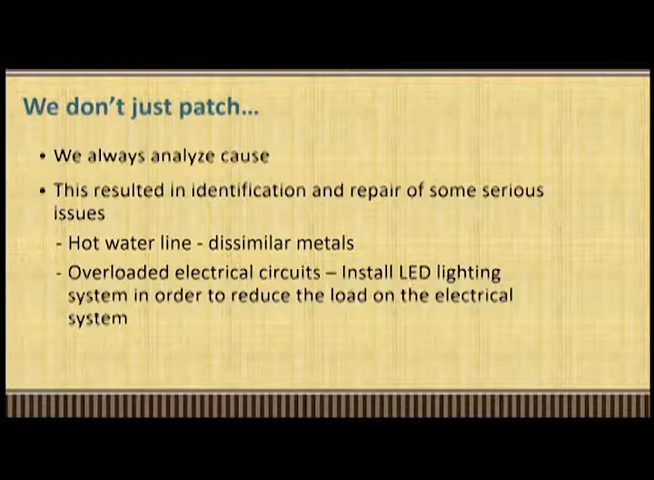 We don't just patch...
• We always analyze cause
• This resulted in identification and repair of some serious
issues
- Hot water line - dissimilar metals
- Overloaded electrical circuits – Install LED lighting
system in order to reduce the load on the electrical
system